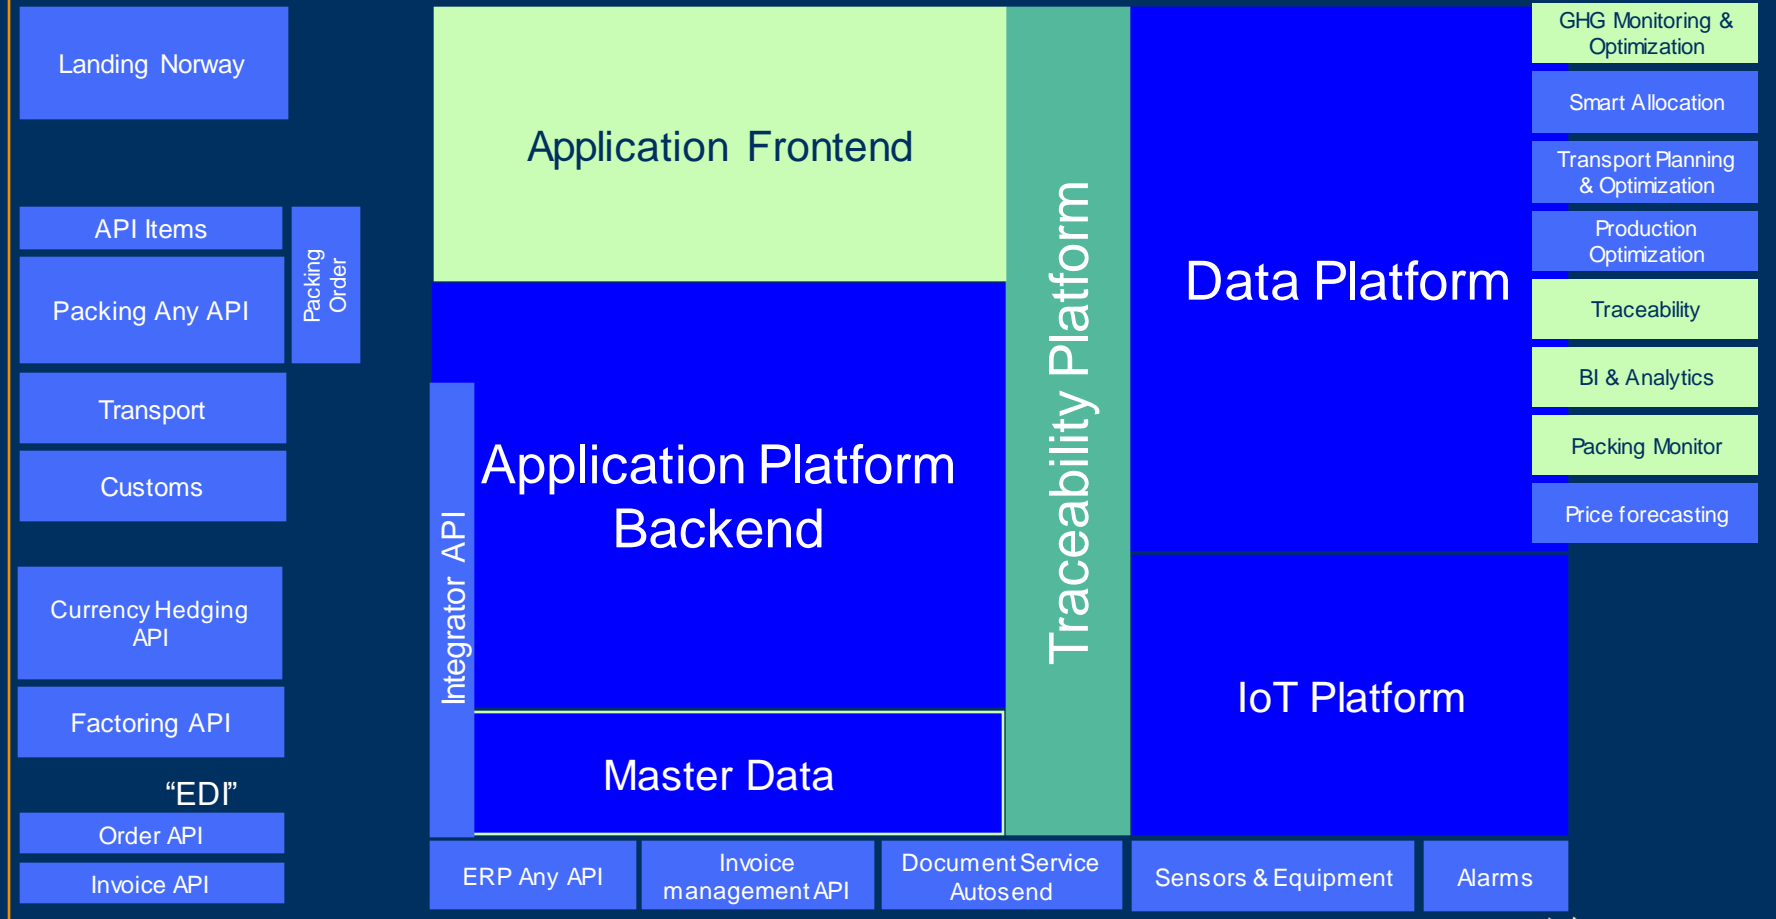 Landing Norway
API Items
Packing Any API
Packing
Order
Transport
Customs
Currency Hedging
API
Factoring API
“EDI”
Order API
Invoice API
Application Frontend
Application Platform
Backend
Integrator API
Master Data
Traceability Platform
Data Platform
IoT Platform
ERP Any API
Invoice
management API
Document Service
Autosend
Sensors & Equipment
Alarms
GHG Monitoring &
Optimization
Smart Allocation
Transport Planning
& Optimization
Production
Optimization
Traceability
BI & Analytics
Packing Monitor
Price forecasting